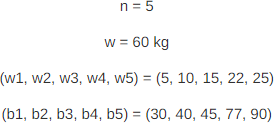 n = 5
w = 60 kg
(w1, w2, w3, w4, w5) = (5, 10, 15, 22, 25)
(b1, b2, b3, b4, b5) = (30, 40, 45, 77, 90)